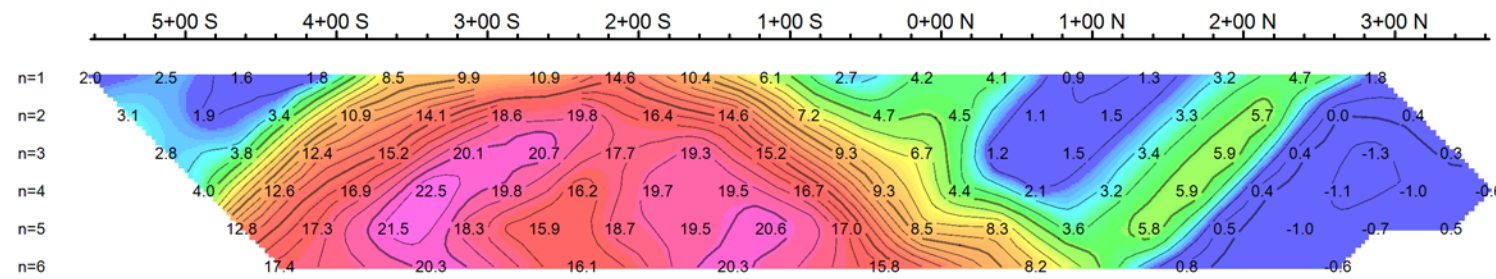 5+00 S 4+00 S 3+00 S 2+00 S 1+00 S 0+00 N 1+00 N 2+00 N 3+00 N
n=1 2.0 2.5 1.6 1.8 8.5 9.9 10.9 14.6 10.4 6.1 2.7 4.2 4.1 0.9 1.3 3.2 4.7 1.8
n=2 3.1 1.9 3.4 10.9 14.1 18.6 19.8 16.4 14.6 7.2 4.7 4.5 1.1 1.5 3.3 5.7 0.0 0.4
n=3 2.8 3.8 12.4 15.2 20.1 20.7 17.7 19.3 15.2 9.3 6.7 1.2 1.5 3.4 5.9 0.4 -1.3 0.3
n=4 4.0 12.6 16.9 22.5 19.8 16.2 19.7 19.5 16.7 9.3 4.4 2.1 3.2 5.9 0.4 -1.1 -1.0 -0.6
n=5 12.8 17.3 21.5 18.3 15.9 18.7 19.5 20.6 17.0 8.5 8.3 3.6 5.8 0.5 -1.0 -0.7 0.5
n=6 17.4 20.3 16.1 20.3 15.8 8.2 0.8 -0.6